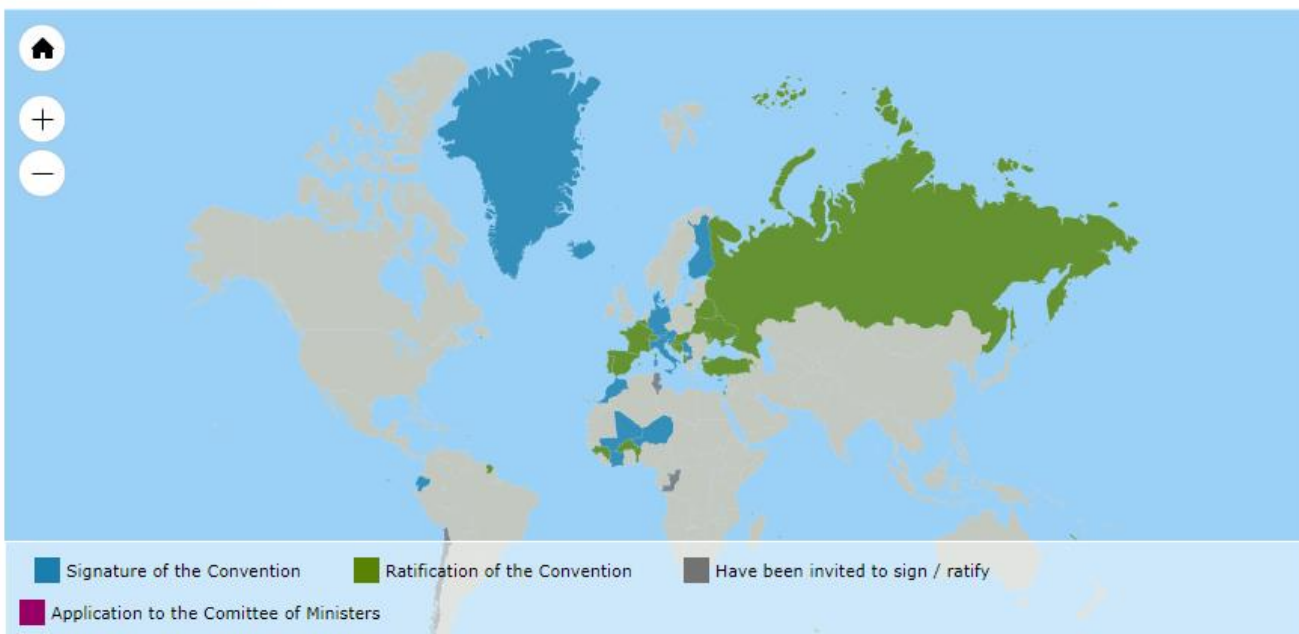 Signature of the Convention
Ratification of the Convention
Have been invited to sign / ratify
Application to the Comittee of Ministers